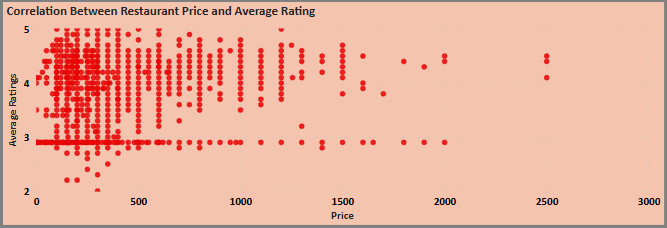 Correlation Between Restaurant Price and Average Rating
5
4
3
2
Average Ratings
0 500 1000 1500 2000 2500 3000
Price